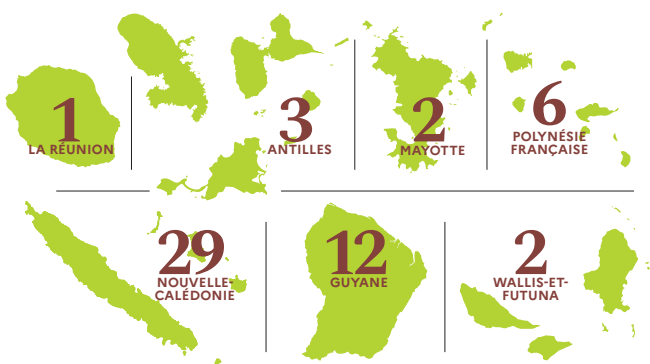 1
LA RÉUNION
3
ANTILLES
2
MAYOTTE
6
POLYNÉSIE
FRANÇAISE
29
NOUVELLE-
CALÉDONIE
12
GUYANE
2
WALLIS-ET-
FUTUNA